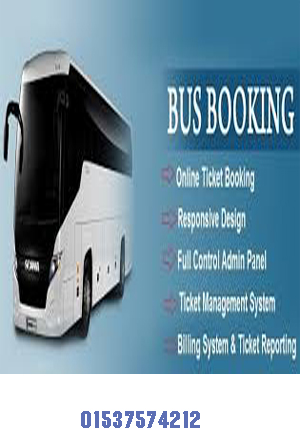 BUS BOOKING
Online Ticket Booking
Responsive Design
Full Control Admin Panel
Ticket Management System
Billing System & Ticket Reporting
SCANIA
01537574212